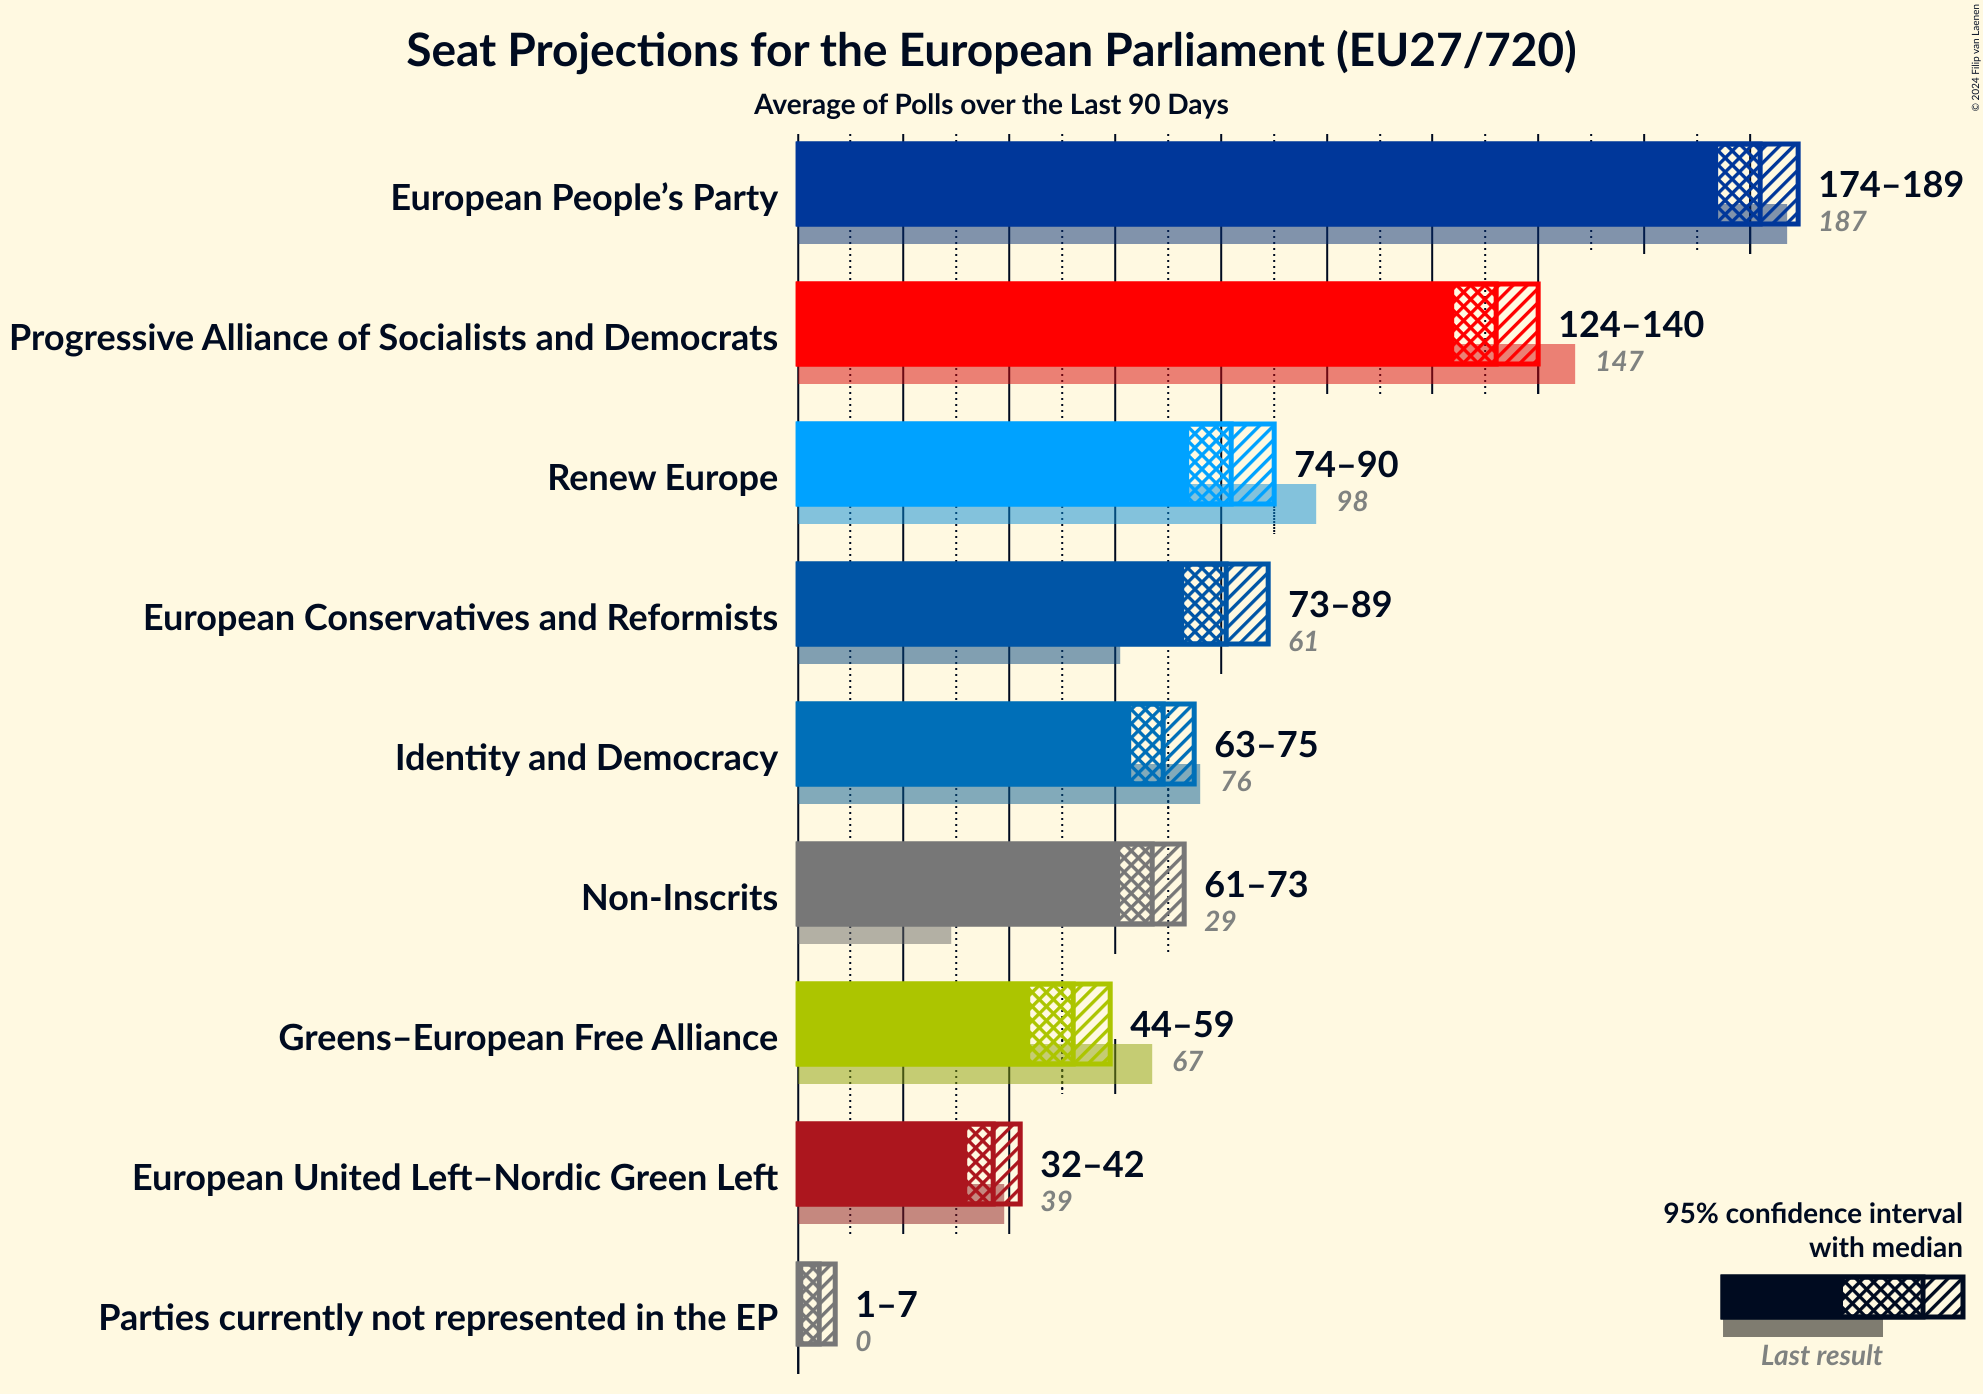 Seat Projections for the European Parliament (EU27/720)
Average of Polls over the Last 90 Days
© 2024 Filip van Laenen
European People’s Party
174–189
187
Progressive Alliance of Socialists and Democrats
124–140
147
Renew Europe
74–90
98
European Conservatives and Reformists
73–89
61
Identity and Democracy
63–75
76
Non-Inscrits
61–73
29
Greens–European Free Alliance
44–59
67
European United Left–Nordic Green Left
32–42
39
Parties currently not represented in the EP
1–7
0
95% confidence interval
with median
Last result